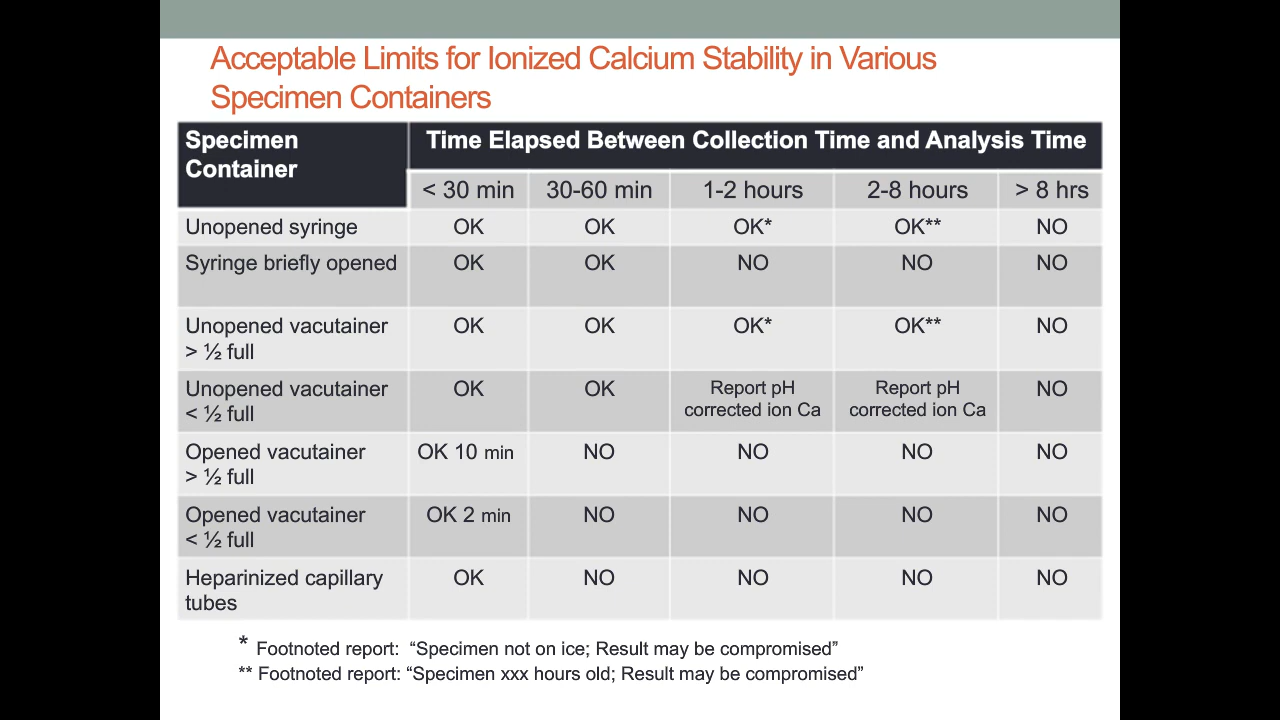 Acceptable Limits for Ionized Calcium Stability in Various
Specimen Containers
Specimen
Container
Time Elapsed Between Collection Time and Analysis Time
< 30 min 30-60 min 1-2 hours 2-8 hours > 8 hrs
Unopened syringe OK OK OK* OK** NO
Syringe briefly opened OK OK NO NO NO
Unopened vacutainer OK OK OK* OK** NO
> ½ full
Unopened vacutainer OK OK Report pH Report pH NO
< ½ full corrected ion Ca corrected ion Ca
Opened vacutainer OK 10 min NO NO NO NO
> ½ full
Opened vacutainer OK 2 min NO NO NO NO
< ½ full
Heparinized capillary OK NO NO NO NO
tubes
* Footnoted report: “Specimen not on ice; Result may be compromised”
** Footnoted report: “Specimen xxx hours old; Result may be compromised”